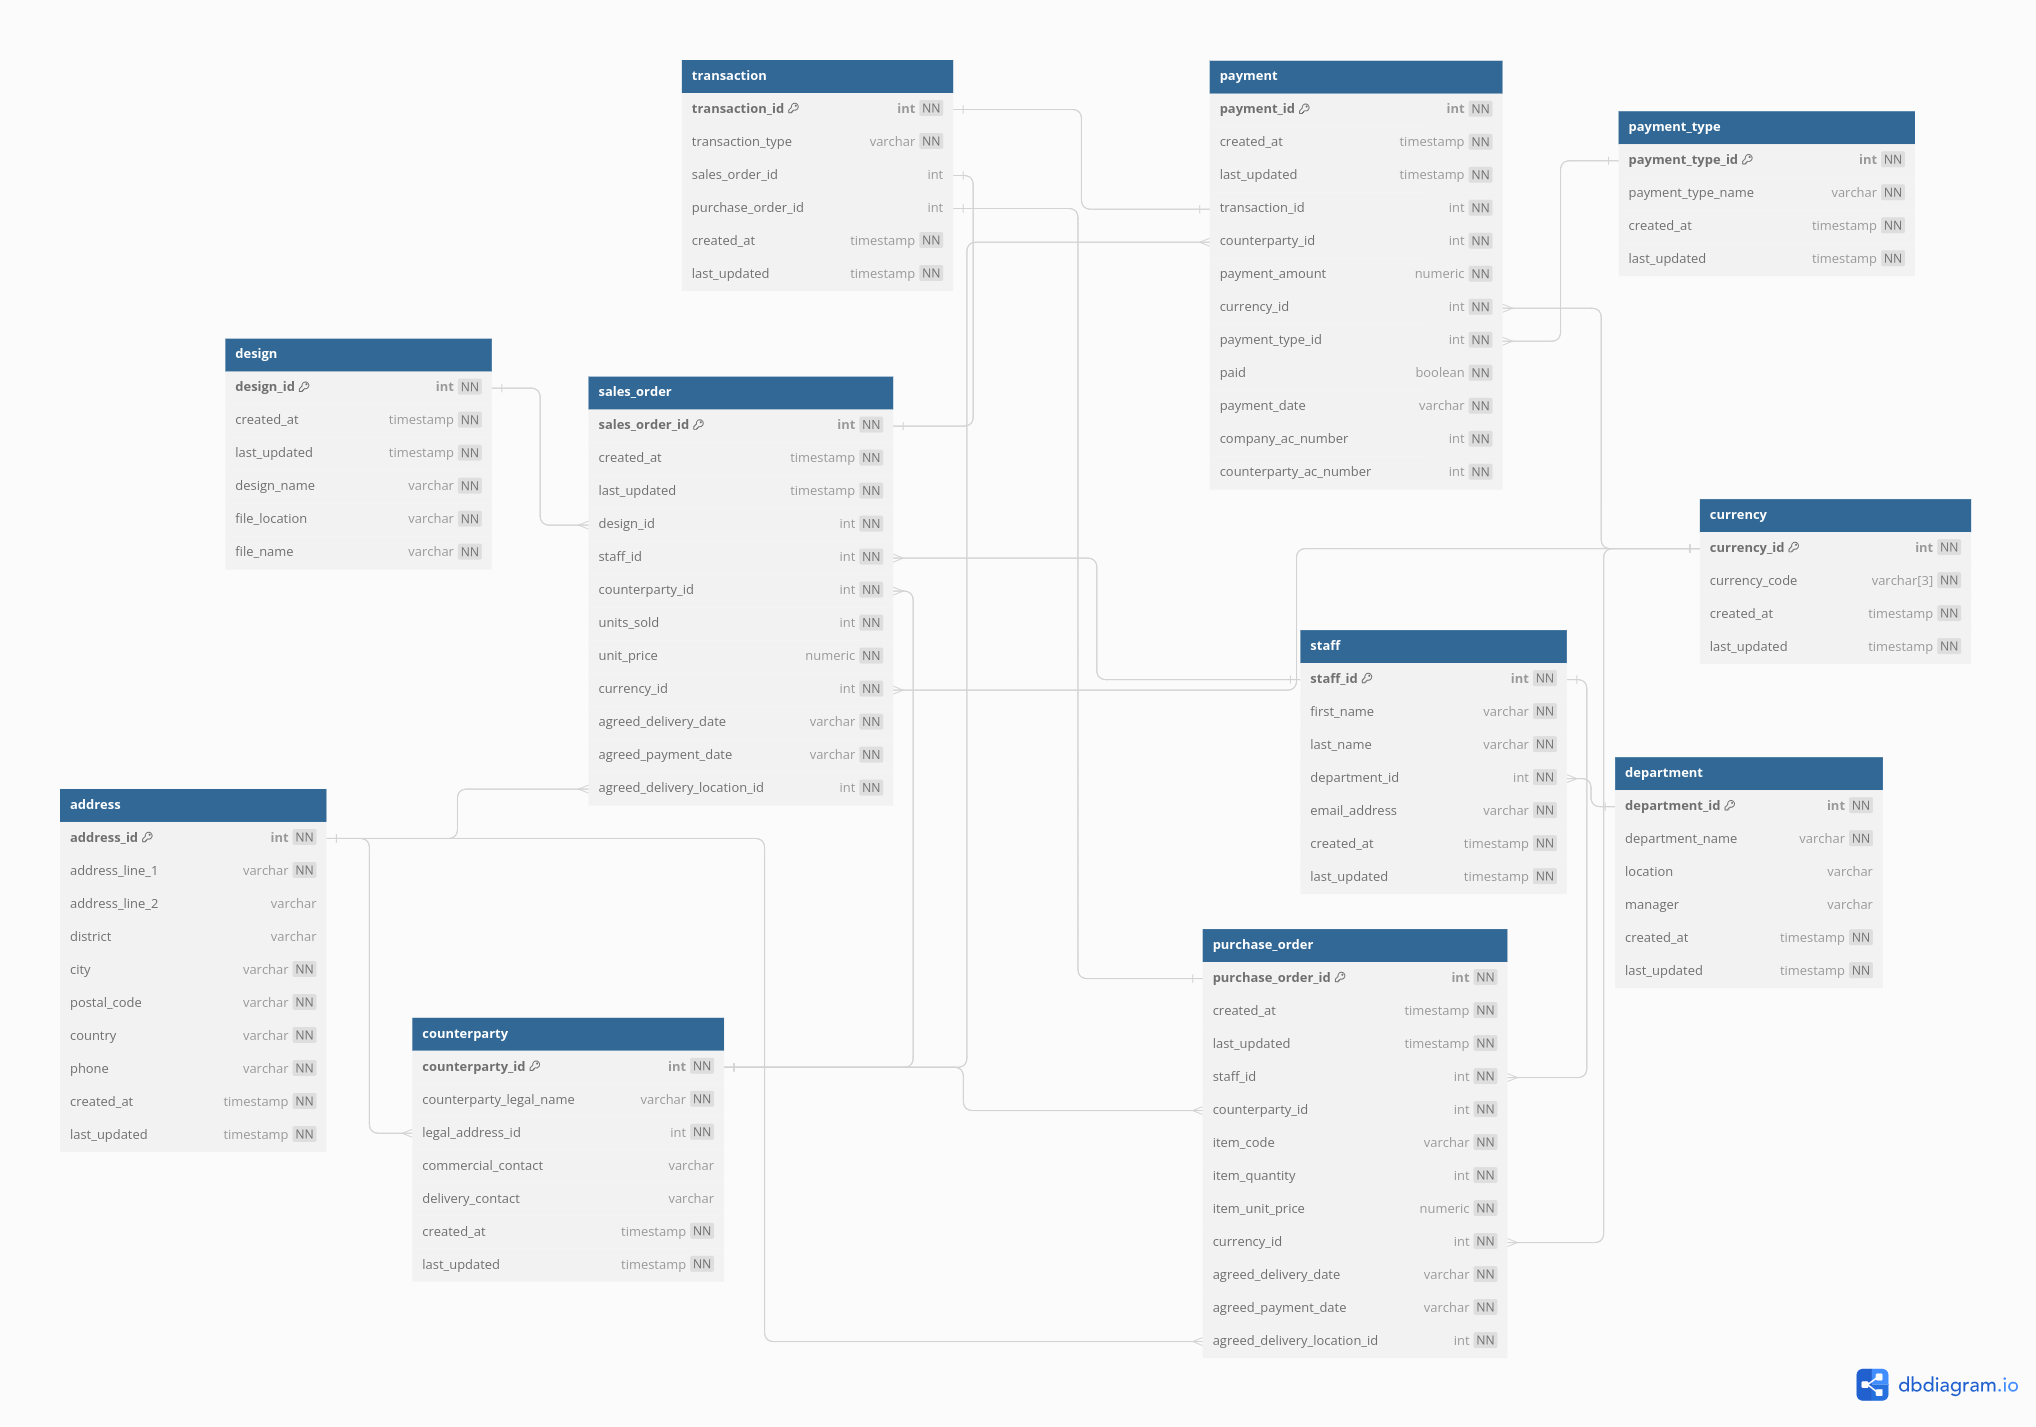 transaction
transaction_id int NN
transaction_type varchar NN
sales_order_id int
purchase_order_id int
created_at timestamp NN
last_updated timestamp NN
payment
payment_id int NN
created_at timestamp NN
last_updated timestamp NN
transaction_id int NN
counterparty_id int NN
payment_amount numeric NN
currency_id int NN
payment_type_id int NN
paid boolean NN
payment_date varchar NN
company_ac_number int NN
counterparty_ac_number int NN
payment_type
payment_type_id int NN
payment_type_name varchar NN
created_at timestamp NN
last_updated timestamp NN
design
design_id int NN
created_at timestamp NN
last_updated timestamp NN
design_name varchar NN
file_location varchar NN
file_name varchar NN
sales_order
sales_order_id int NN
created_at timestamp NN
last_updated timestamp NN
design_id int NN
staff_id int NN
counterparty_id int NN
units_sold int NN
unit_price numeric NN
currency_id int NN
agreed_delivery_date varchar NN
agreed_payment_date varchar NN
agreed_delivery_location_id int NN
currency
currency_id int NN
currency_code varchar[3] NN
created_at timestamp NN
last_updated timestamp NN
staff
staff_id int NN
first_name varchar NN
last_name varchar NN
department_id int NN
email_address varchar NN
created_at timestamp NN
last_updated timestamp NN
department
department_id int NN
department_name varchar NN
location varchar
manager varchar
created_at timestamp NN
last_updated timestamp NN
address
address_id int NN
address_line_1 varchar NN
address_line_2 varchar
district varchar
city varchar NN
postal_code varchar NN
country varchar NN
phone varchar NN
created_at timestamp NN
last_updated timestamp NN
counterparty
counterparty_id int NN
counterparty_legal_name varchar NN
legal_address_id int NN
commercial_contact varchar
delivery_contact varchar
created_at timestamp NN
last_updated timestamp NN
purchase_order
purchase_order_id int NN
created_at timestamp NN
last_updated timestamp NN
staff_id int NN
counterparty_id int NN
item_code varchar NN
item_quantity int NN
item_unit_price numeric NN
currency_id int NN
agreed_delivery_date varchar NN
agreed_payment_date varchar NN
agreed_delivery_location_id int NN
dbdiagram.io